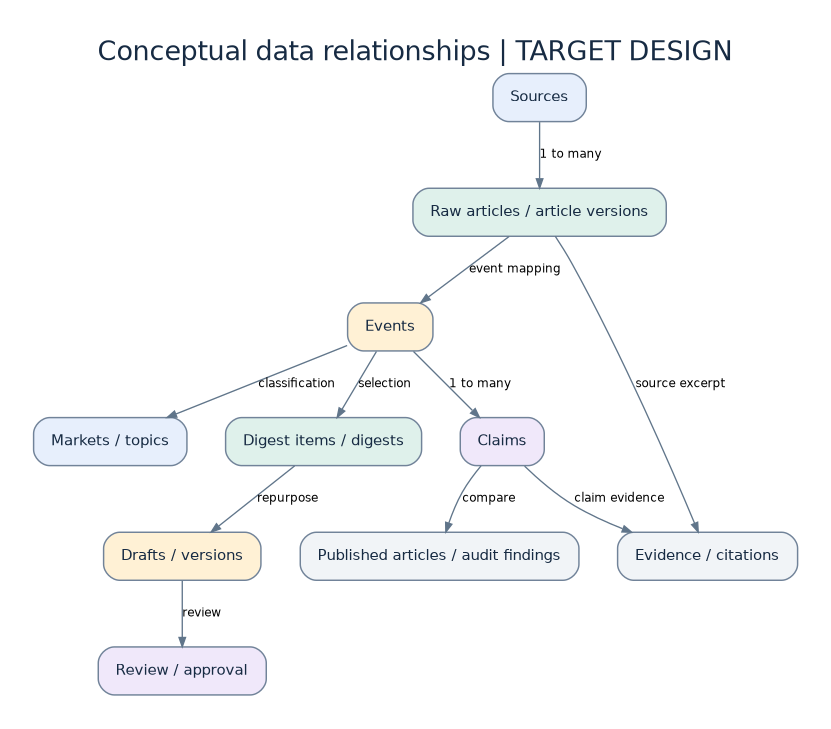 Conceptual data relationships | TARGET DESIGN
Sources
1 to many
Raw articles / article versions
event mapping
Events
classification
selection
1 to many
source excerpt
Markets / topics
Digest items / digests
Claims
repurpose
compare
claim evidence
Drafts / versions
Published articles / audit findings
Evidence / citations
review
Review / approval